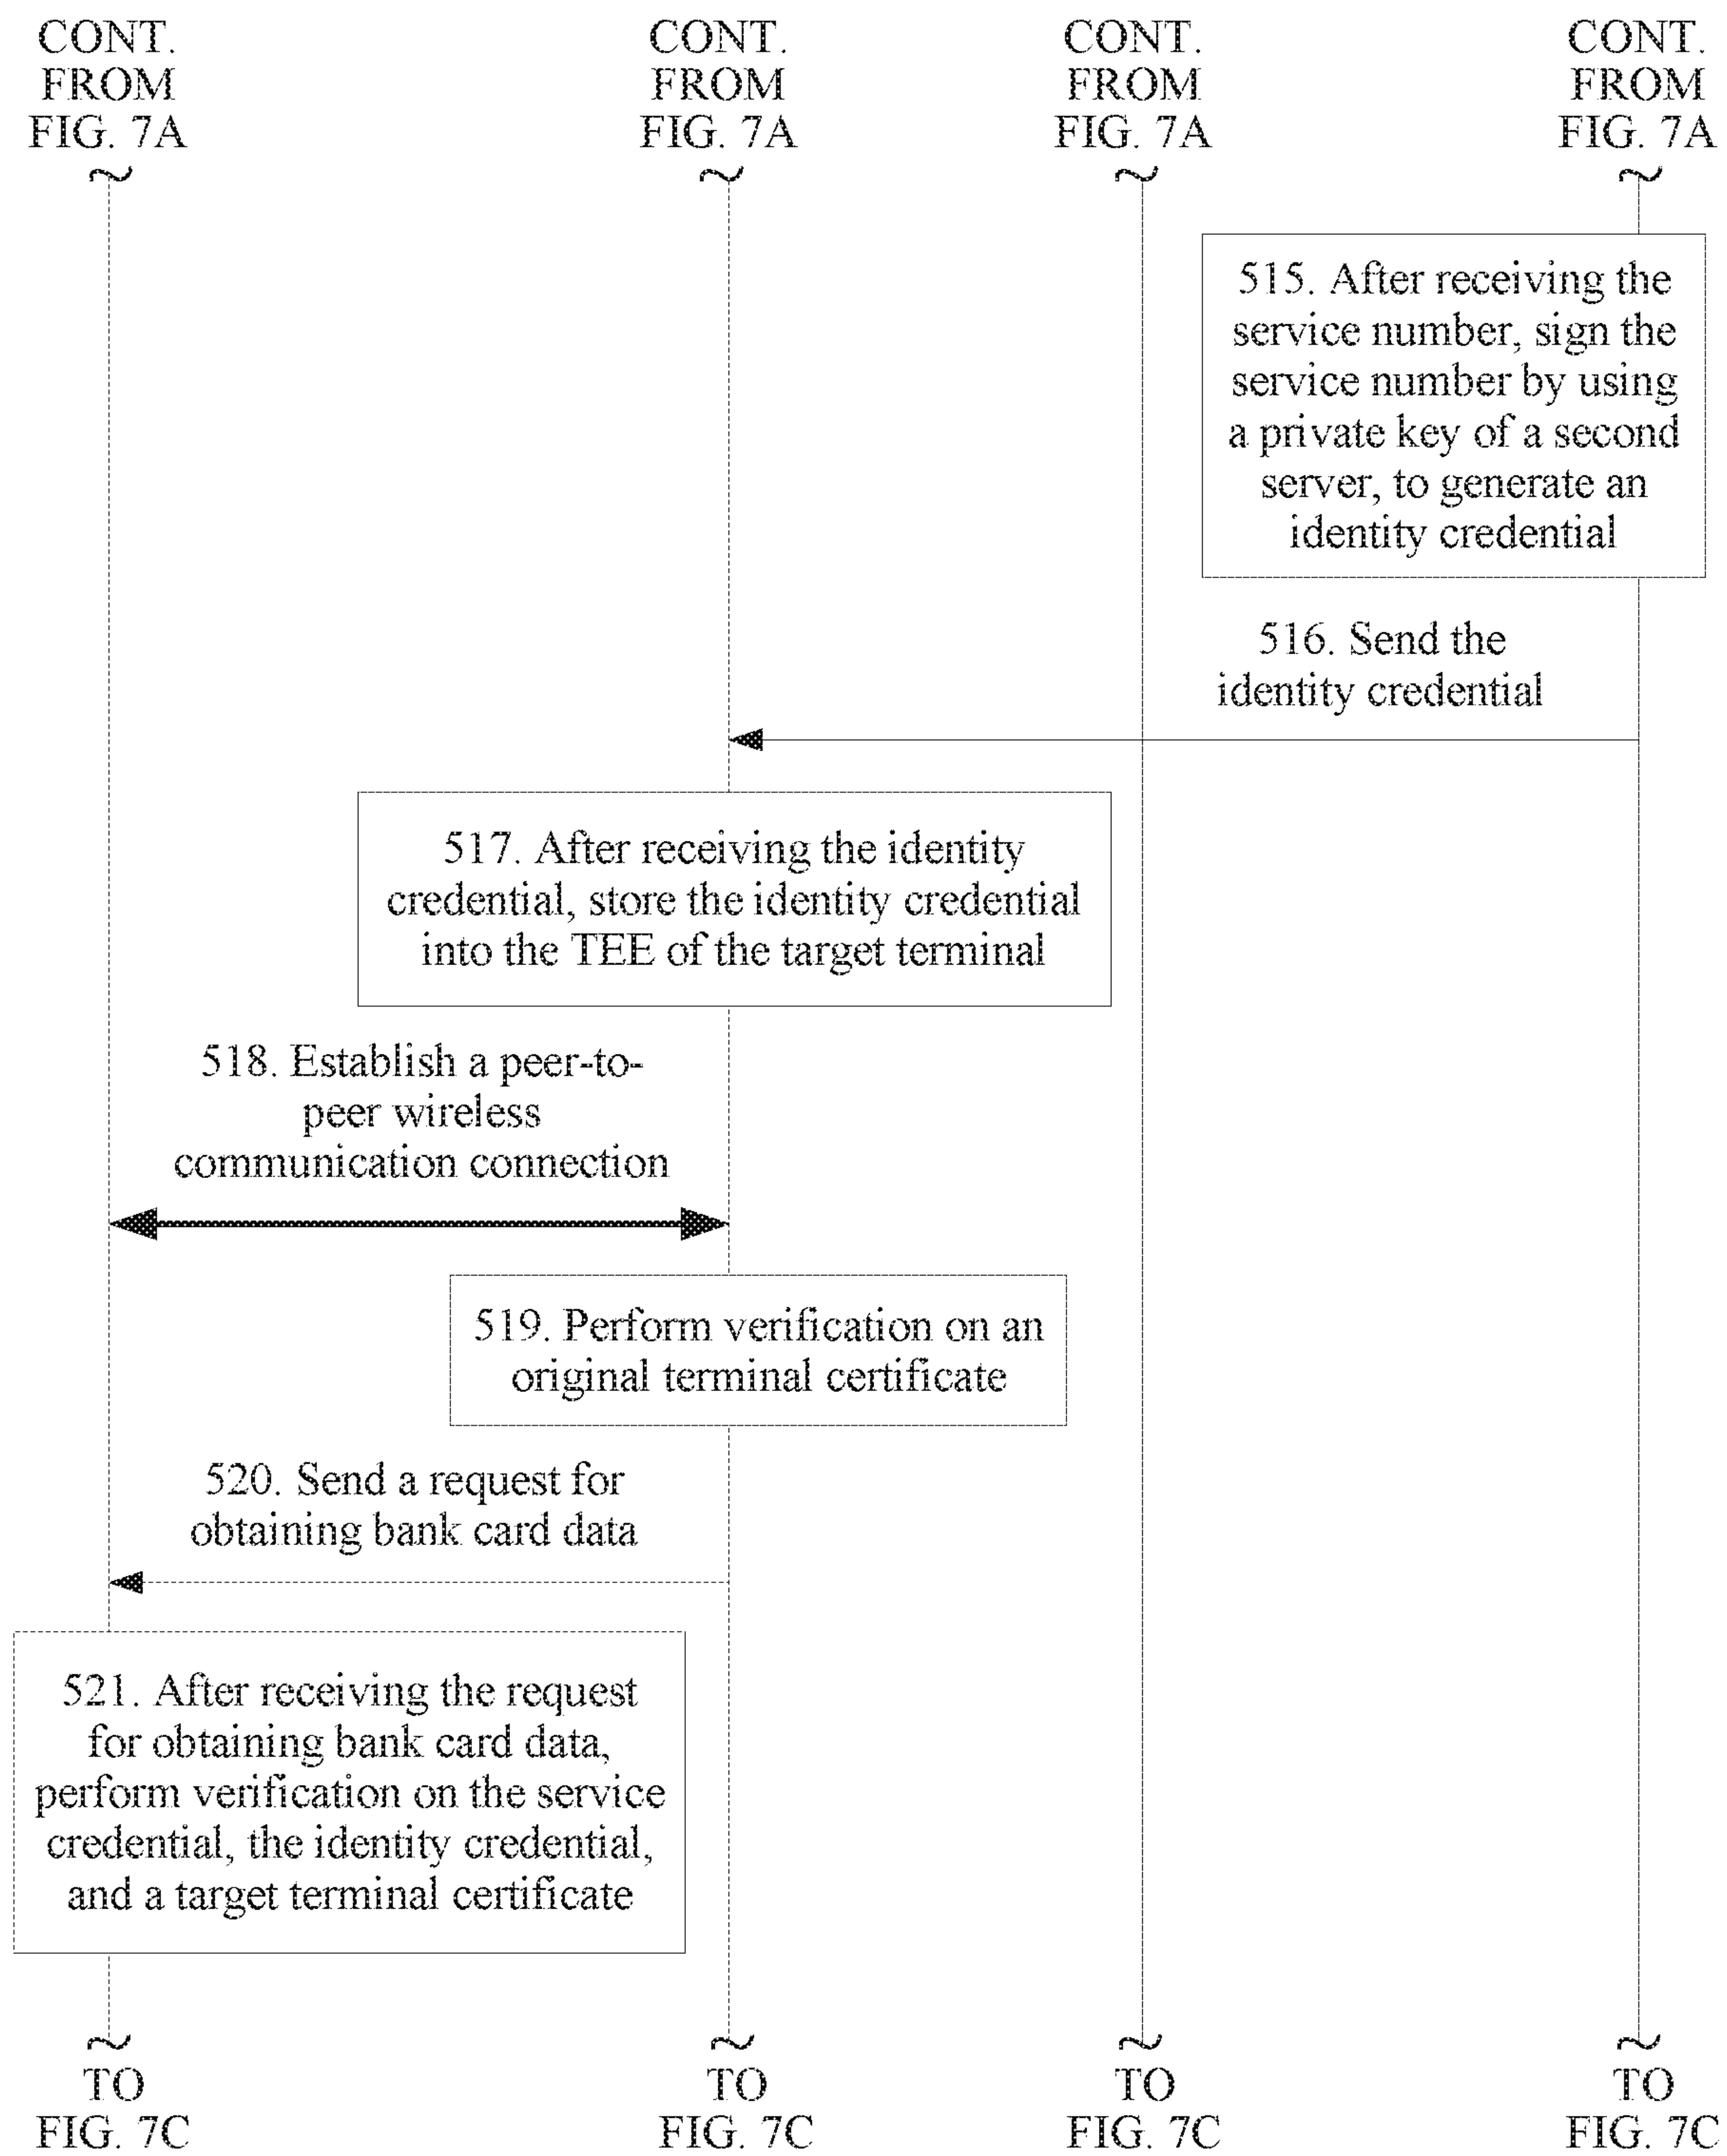 CONT.
FROM
FIG. 7A
CONT.
FROM
FIG. 7A
CONT.
FROM
FIG. 7A
CONT.
FROM
FIG. 7A
515. After receiving the
service number, sign the
service number by using
a private key of a second
server, to generate an
identity credential
516. Send the
identity credential
517. After receiving the identity
credential, store the identity credential
into the TEE of the target terminal
518. Establish a peer-to-
peer wireless
communication connection
519. Perform verification on an
original terminal certificate
520. Send a request for
obtaining bank card data
521. After receiving the request
for obtaining bank card data,
perform verification on the service
credential, the identity credential,
and a target terminal certificate
TO
FIG. 7C
TO
FIG. 7C
TO
FIG. 7C
TO
FIG. 7C